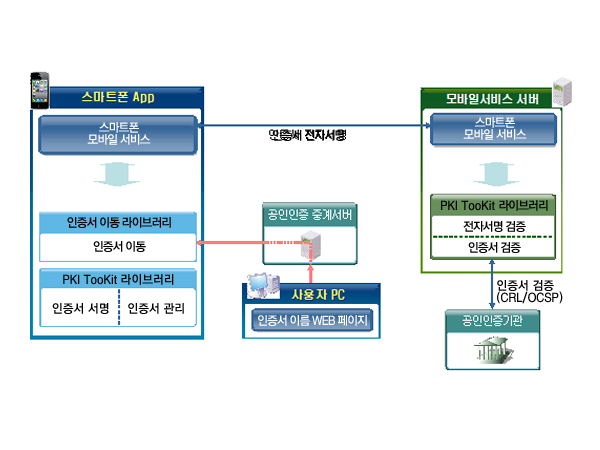 스마트폰 App
스마트폰
모바일 서비스
인증서 이동 라이브러리
인증서 이동
PKI TooKit 라이브러리
인증서 서명
인증서 관리
전자서명
공인인증 중계서버
사용자 PC
인증서 이름 WEB 페이지
모바일서비스 서버
스마트폰
모바일 서비스
PKI TooKit 라이브러리
전자서명 검증
인증서 검증
인증서 검증
(CRL/OCSP)
공인인증기관